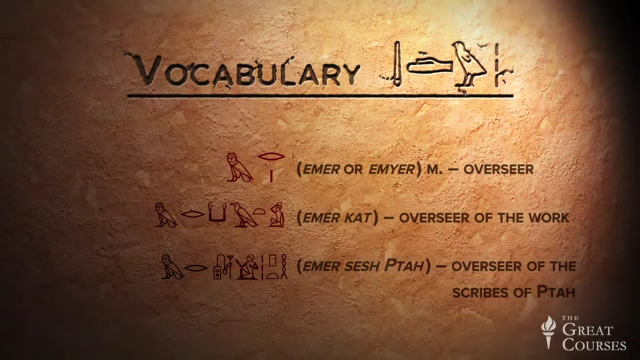 Vocabulary
(emer or emyer) m. – overseer
(emer kat) – overseer of the work
(emer sesh Ptah) – overseer of the
scribes of Ptah
The
Great
Courses